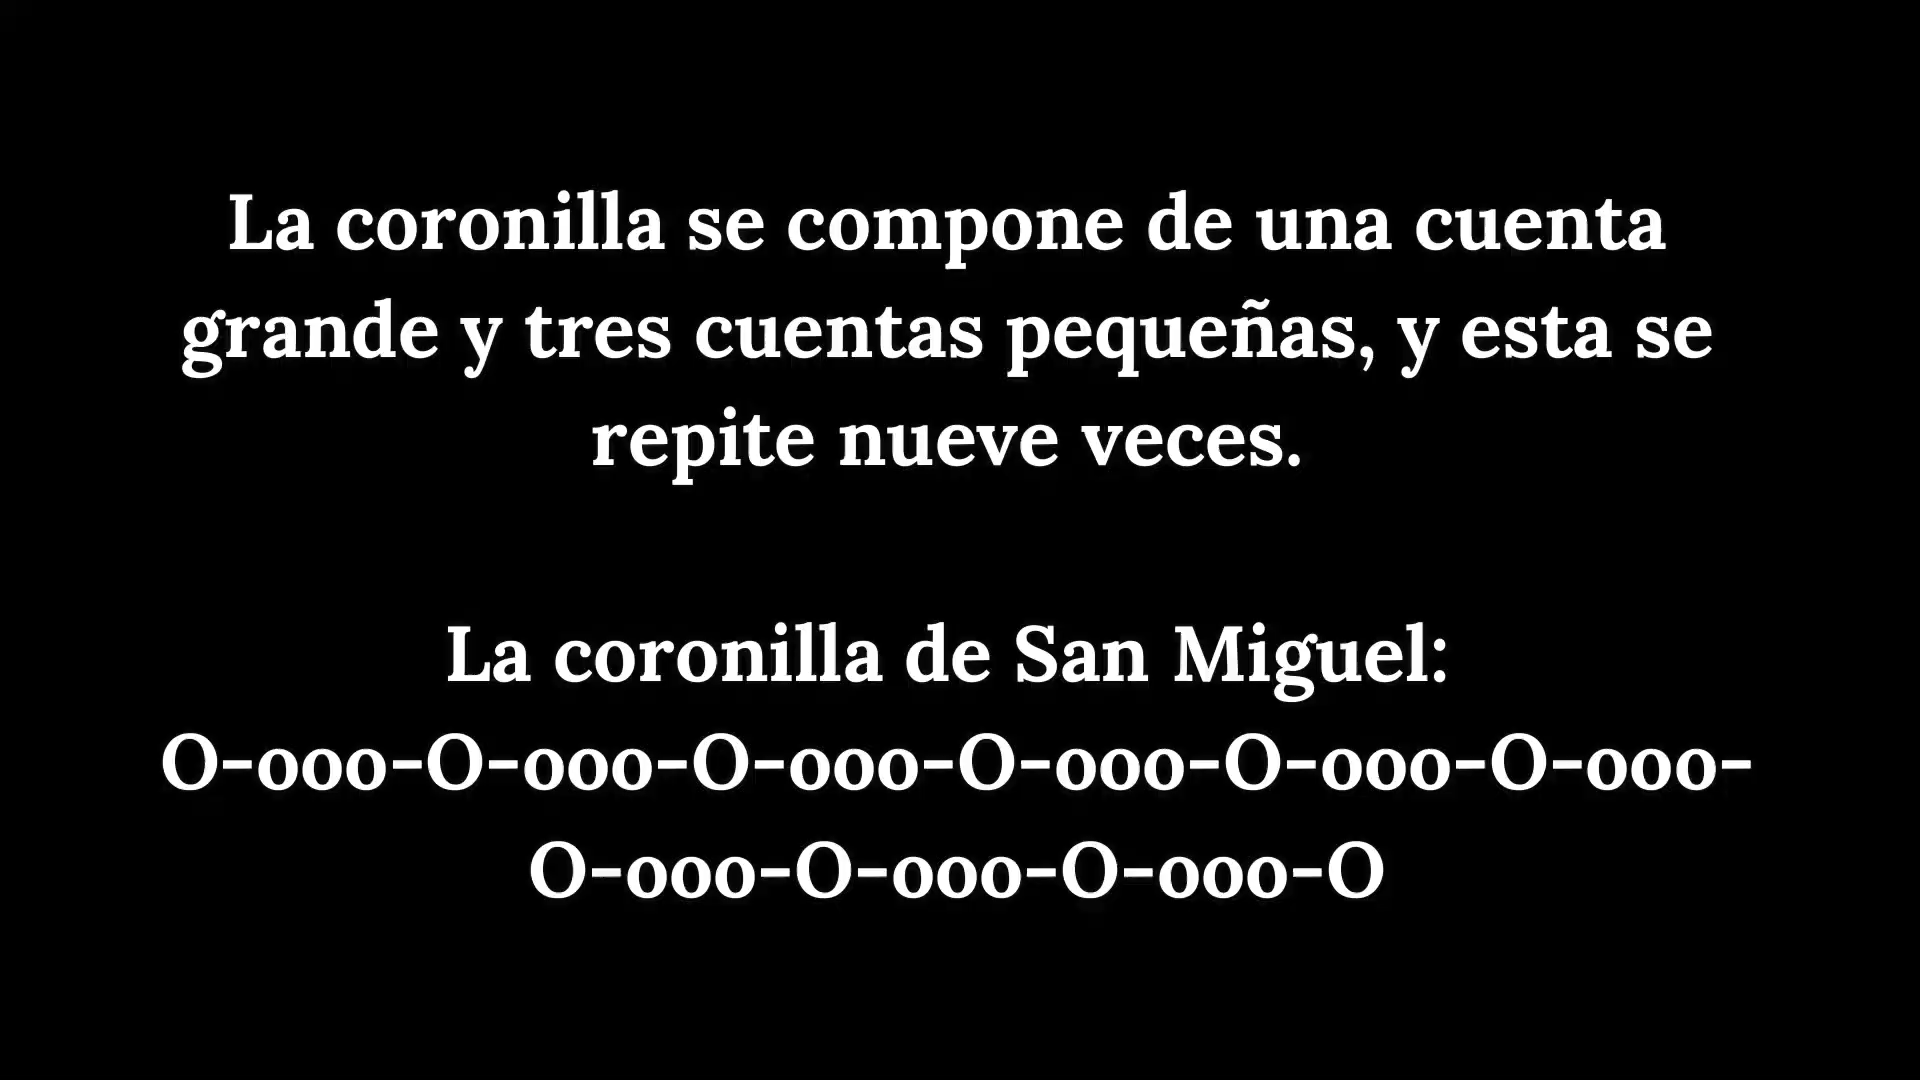 La coronilla se compone de una cuenta
grande y tres cuentas pequeñas, y esta se
repite nueve veces.
La coronilla de San Miguel:
O-ooo-O-ooo-O-ooo-O-ooo-O-ooo-O-ooo-
O-ooo-O-ooo-O-ooo-O